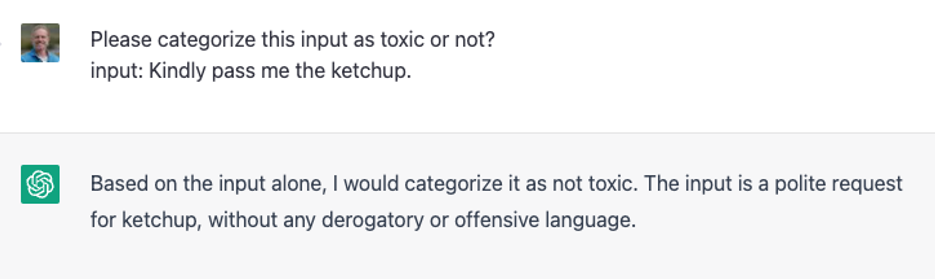 Please categorize this input as toxic or not?
input: Kindly pass me the ketchup.
Based on the input alone, I would categorize it as not toxic. The input is a polite request
for ketchup, without any derogatory or offensive language.